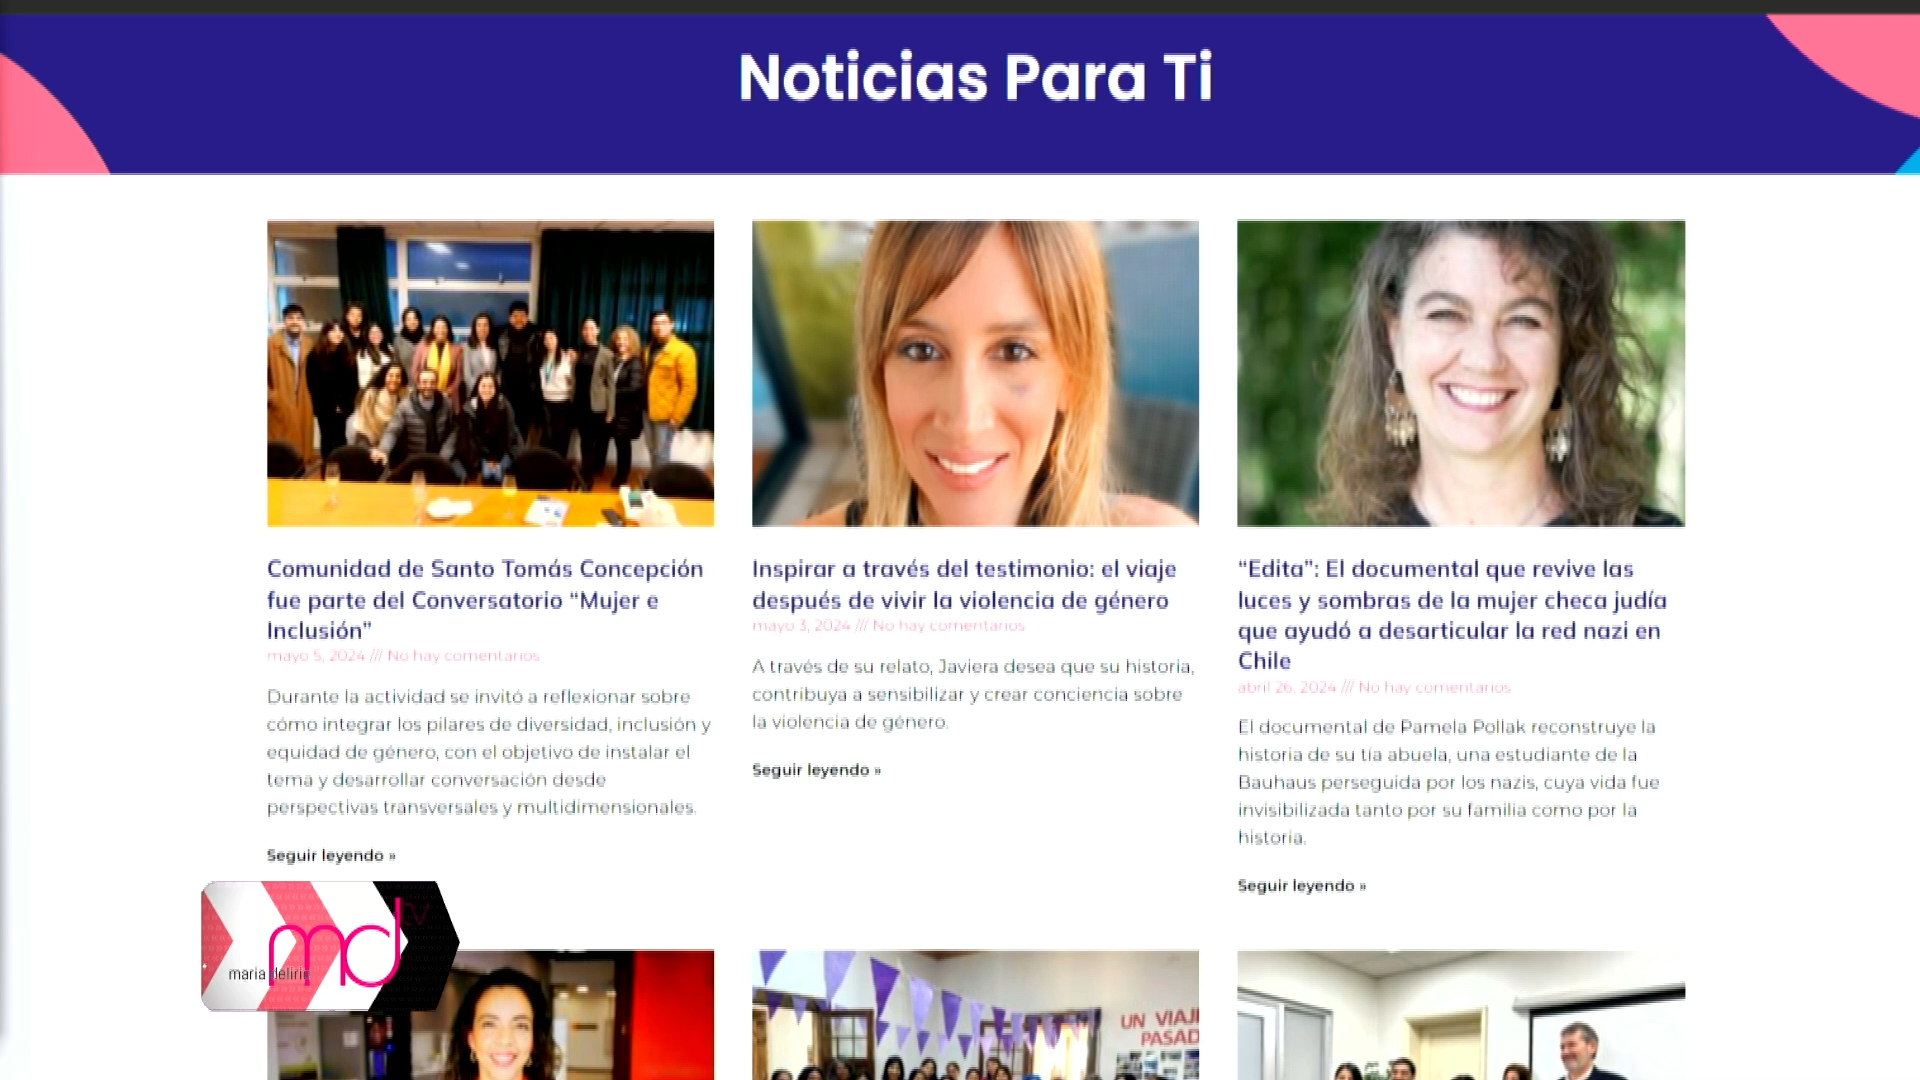 Noticias Para Ti
Comunidad de Santo Tomás Concepción
fue parte del Conversatorio “Mujer e
Inclusión”
mayo 5, 2024 /// No hay comentarios
Durante la actividad se invitó a reflexionar sobre
cómo integrar los pilares de diversidad, inclusión y
equidad de género, con el objetivo de instalar el
tema y desarrollar conversación desde
perspectivas transversales y multidimensionales.
Seguir leyendo »
Inspirar a través del testimonio: el viaje
después de vivir la violencia de género
mayo 3, 2024 /// No hay comentarios
A través de su relato, Javiera desea que su historia,
contribuya a sensibilizar y crear conciencia sobre
la violencia de género.
Seguir leyendo »
“Edita”: El documental que revive las
luces y sombras de la mujer checa judía
que ayudó a desarticular la red nazi en
Chile
abril 26, 2024 /// No hay comentarios
El documental de Pamela Pollak reconstruye la
historia de su tía abuela, una estudiante de la
Bauhaus perseguida por los nazis, cuya vida fue
invisibilizada tanto por su familia como por la
historia.
Seguir leyendo »
md tv
maria delirio
UN VIAJE
PASAD